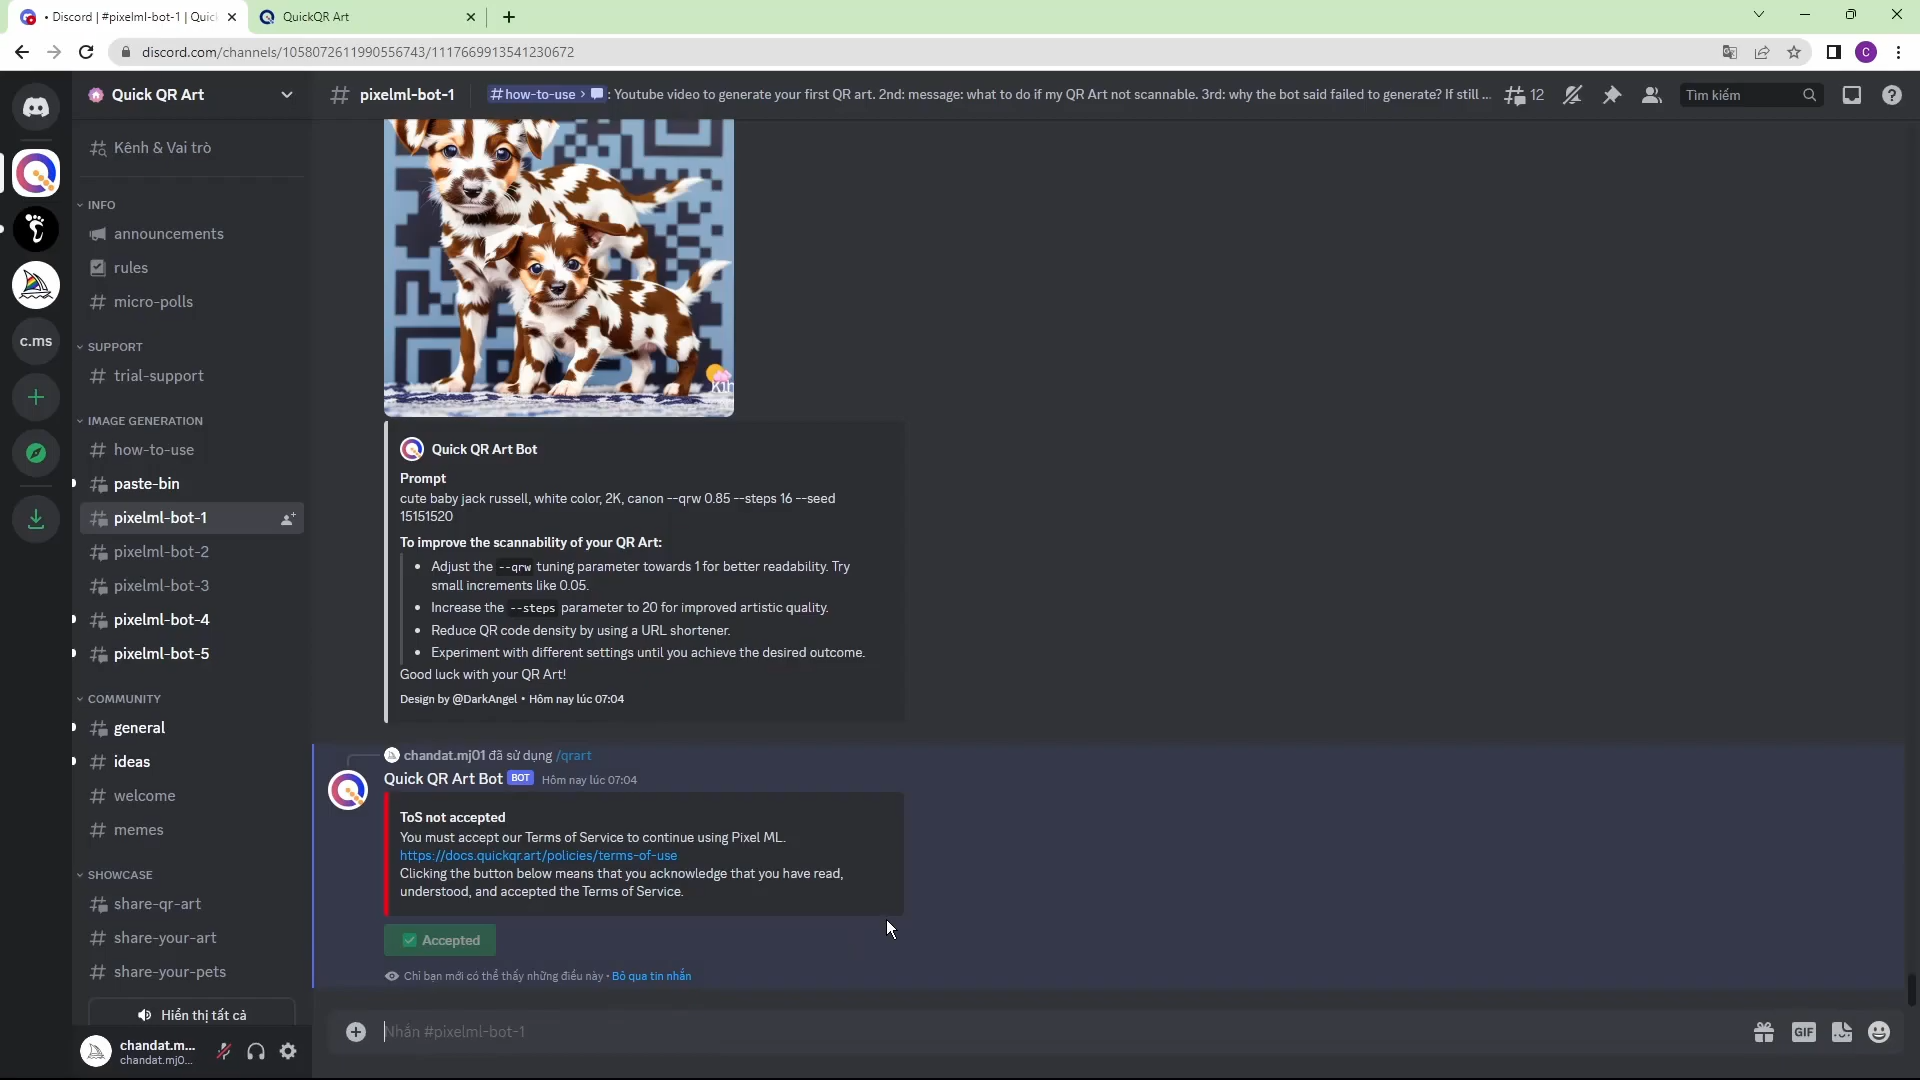 • Discord | #pixelml-bot-1 | Quick
QuickQR Art
discord.com/channels/1058072611990556743/1117669913541230672
C
Quick QR Art
pixelml-bot-1
#how-to-use > : Youtube video to generate your first QR art. 2nd: message: what to do if my QR Art not scannable. 3rd: why the bot said failed to generate? If still ...
12
Tìm kiếm
Kênh & Vai trò
INFO
announcements
rules
micro-polls
SUPPORT
trial-support
IMAGE GENERATION
how-to-use
paste-bin
pixelml-bot-1
pixelml-bot-2
pixelml-bot-3
pixelml-bot-4
pixelml-bot-5
COMMUNITY
general
ideas
welcome
memes
SHOWCASE
share-qr-art
share-your-art
share-your-pets
Hiển thị tất cả
chandat.m...
chandat.mj0...
c.ms
Quick QR Art Bot
Prompt
cute baby jack russell, white color, 2K, canon --qrw 0.85 --steps 16 --seed
15151520
To improve the scannability of your QR Art:
• Adjust the --qrw tuning parameter towards 1 for better readability. Try
small increments like 0.05.
• Increase the --steps parameter to 20 for improved artistic quality.
• Reduce QR code density by using a URL shortener.
• Experiment with different settings until you achieve the desired outcome.
Good luck with your QR Art!
Design by @DarkAngel • Hôm nay lúc 07:04
chandat.mj01 đã sử dụng /qrart
Quick QR Art Bot BOT Hôm nay lúc 07:04
ToS not accepted
You must accept our Terms of Service to continue using Pixel ML.
https://docs.quickqr.art/policies/terms-of-use
Clicking the button below means that you acknowledge that you have read,
understood, and accepted the Terms of Service.
Accepted
Chỉ bạn mới có thể thấy những điều này • Bỏ qua tin nhắn
Nhắn #pixelml-bot-1
GIF